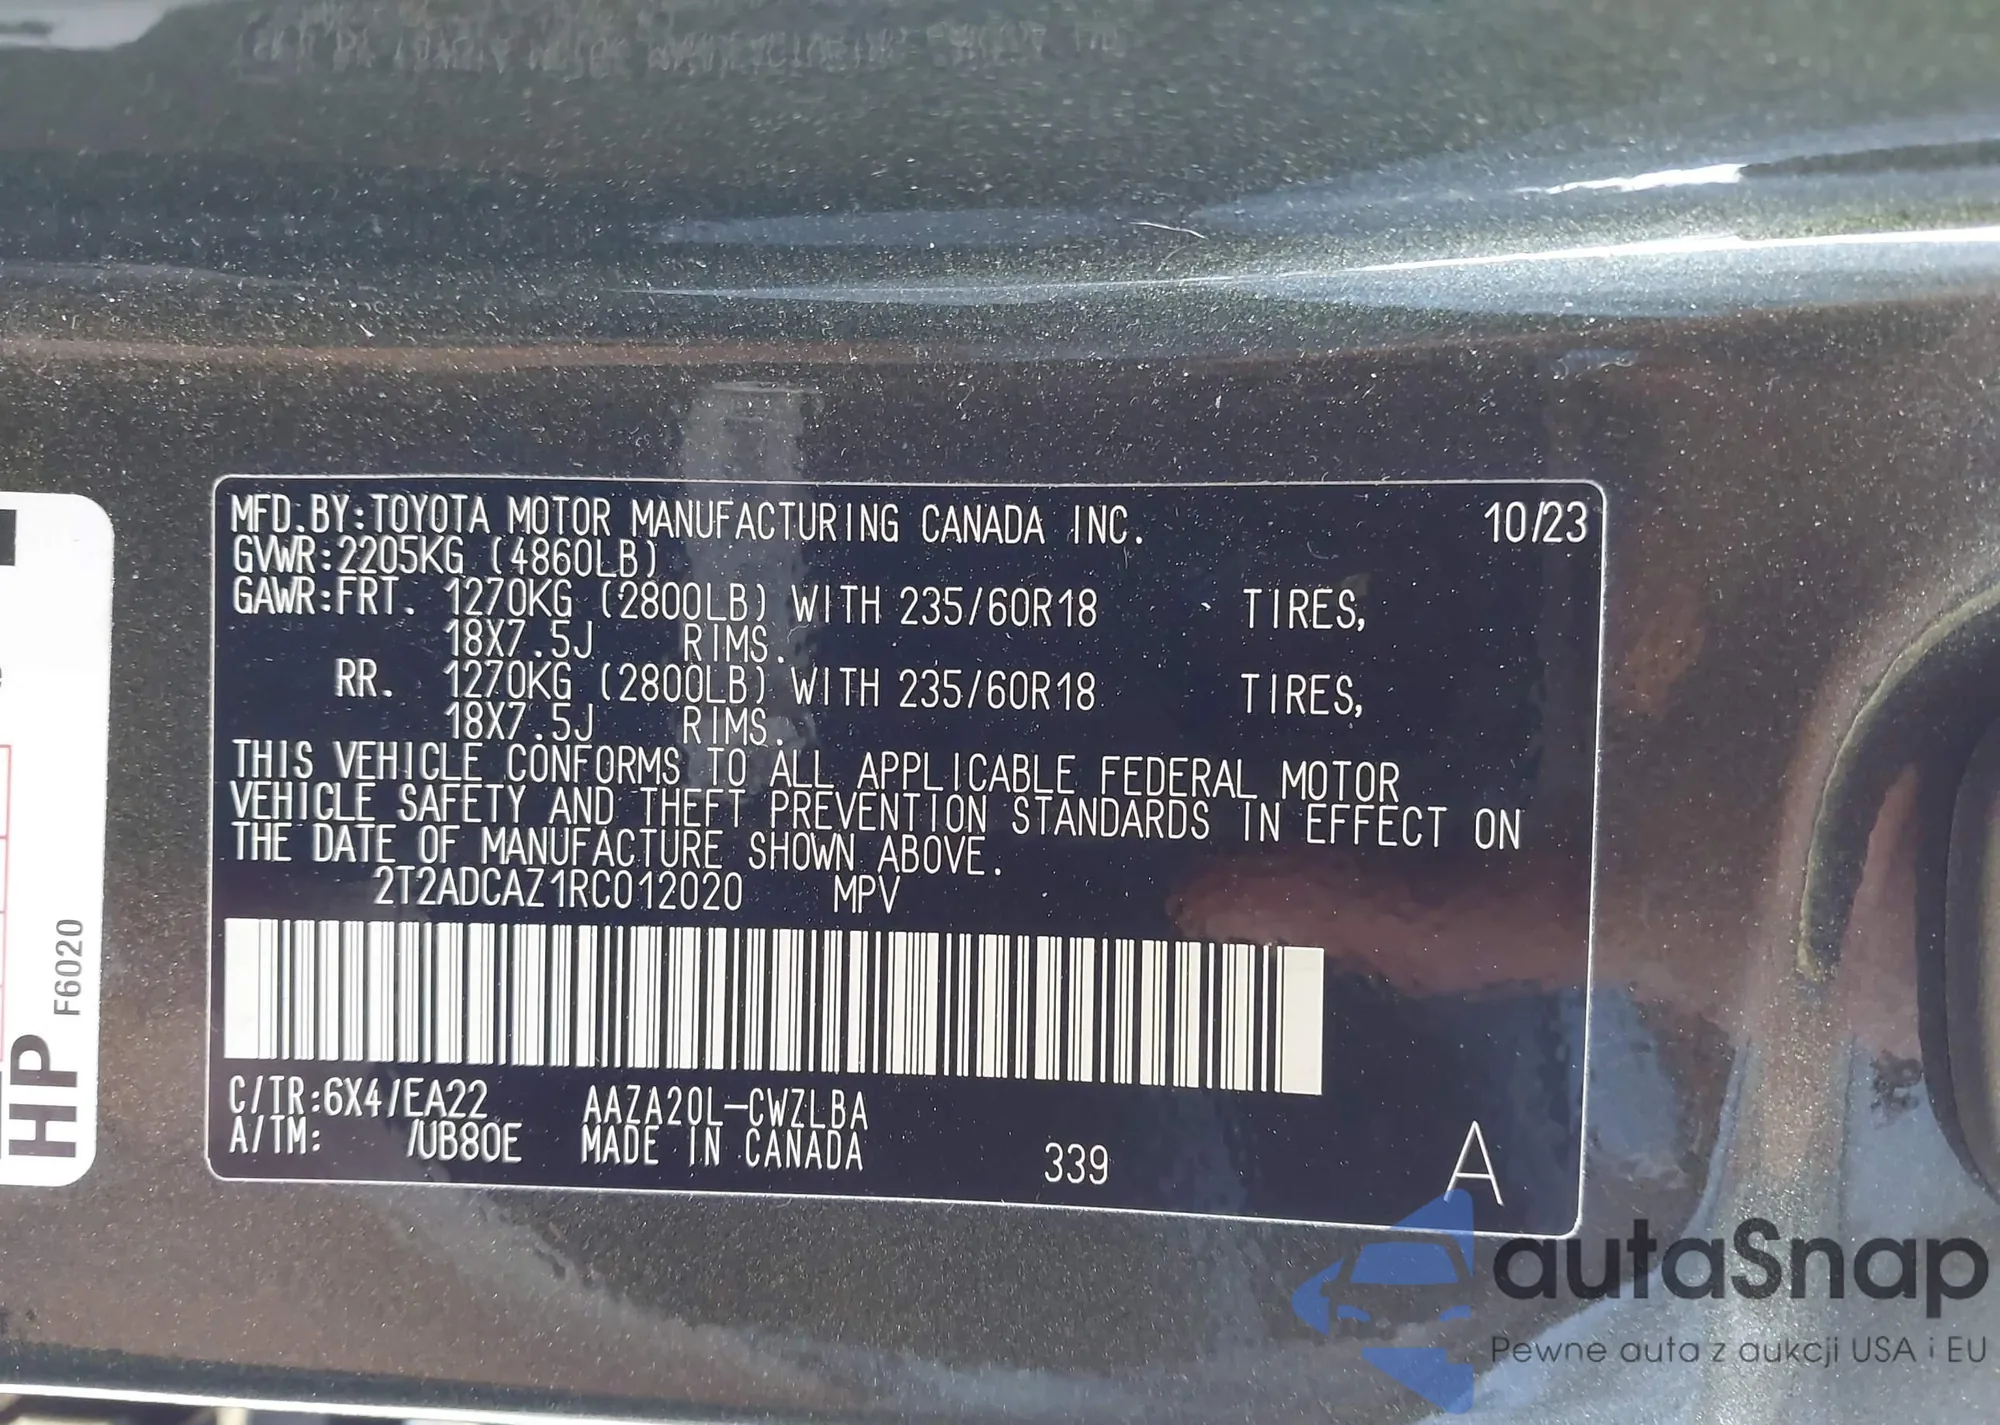 MFD.BY:TOYOTA MOTOR MANUFACTURING CANADA INC. 10/23
GVWR:2205KG (4860LB)
GAWR:FRT. 1270KG (2800LB) WITH 235/60R18 TIRES,
18X7.5J RIMS.
RR. 1270KG (2800LB) WITH 235/60R18 TIRES,
18X7.5J RIMS.
THIS VEHICLE CONFORMS TO ALL APPLICABLE FEDERAL MOTOR
VEHICLE SAFETY AND THEFT PREVENTION STANDARDS IN EFFECT ON
THE DATE OF MANUFACTURE SHOWN ABOVE.
2T2ADCAZ1RC012020 MPV
C/TR:6X4/EA22 AAZA20L-CWZLBA
A/TM: /UB80E MADE IN CANADA 339 A
HP F6020
autaSnap
Pewne auta z aukcji USA i EU